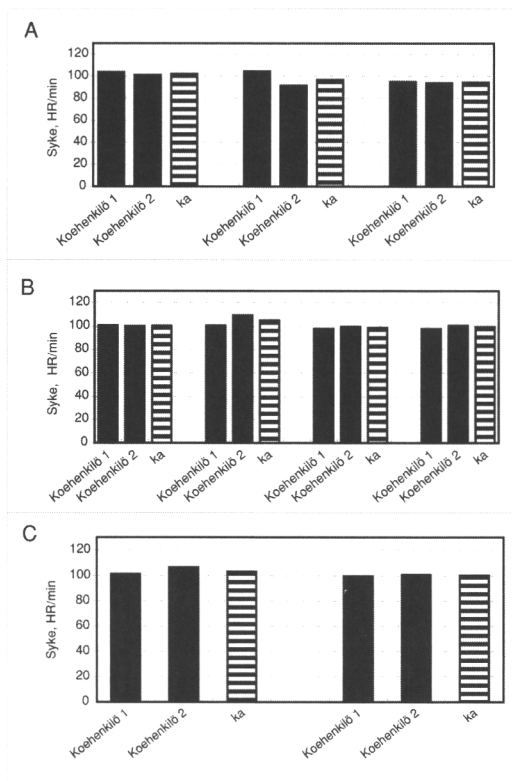 A
120
100
80
60
40
20
0
Syke, HR/min
Koehenkilö 1
Koehenkilö 2
ka
Koehenkilö 1
Koehenkilö 2
ka
Koehenkilö 1
Koehenkilö 2
ka
B
120
100
80
60
40
20
0
Syke, HR/min
Koehenkilö 1
Koehenkilö 2
ka
Koehenkilö 1
Koehenkilö 2
ka
Koehenkilö 1
Koehenkilö 2
ka
Koehenkilö 1
Koehenkilö 2
ka
C
120
100
80
60
40
20
0
Syke, HR/min
Koehenkilö 1
Koehenkilö 2
ka
Koehenkilö 1
Koehenkilö 2
ka